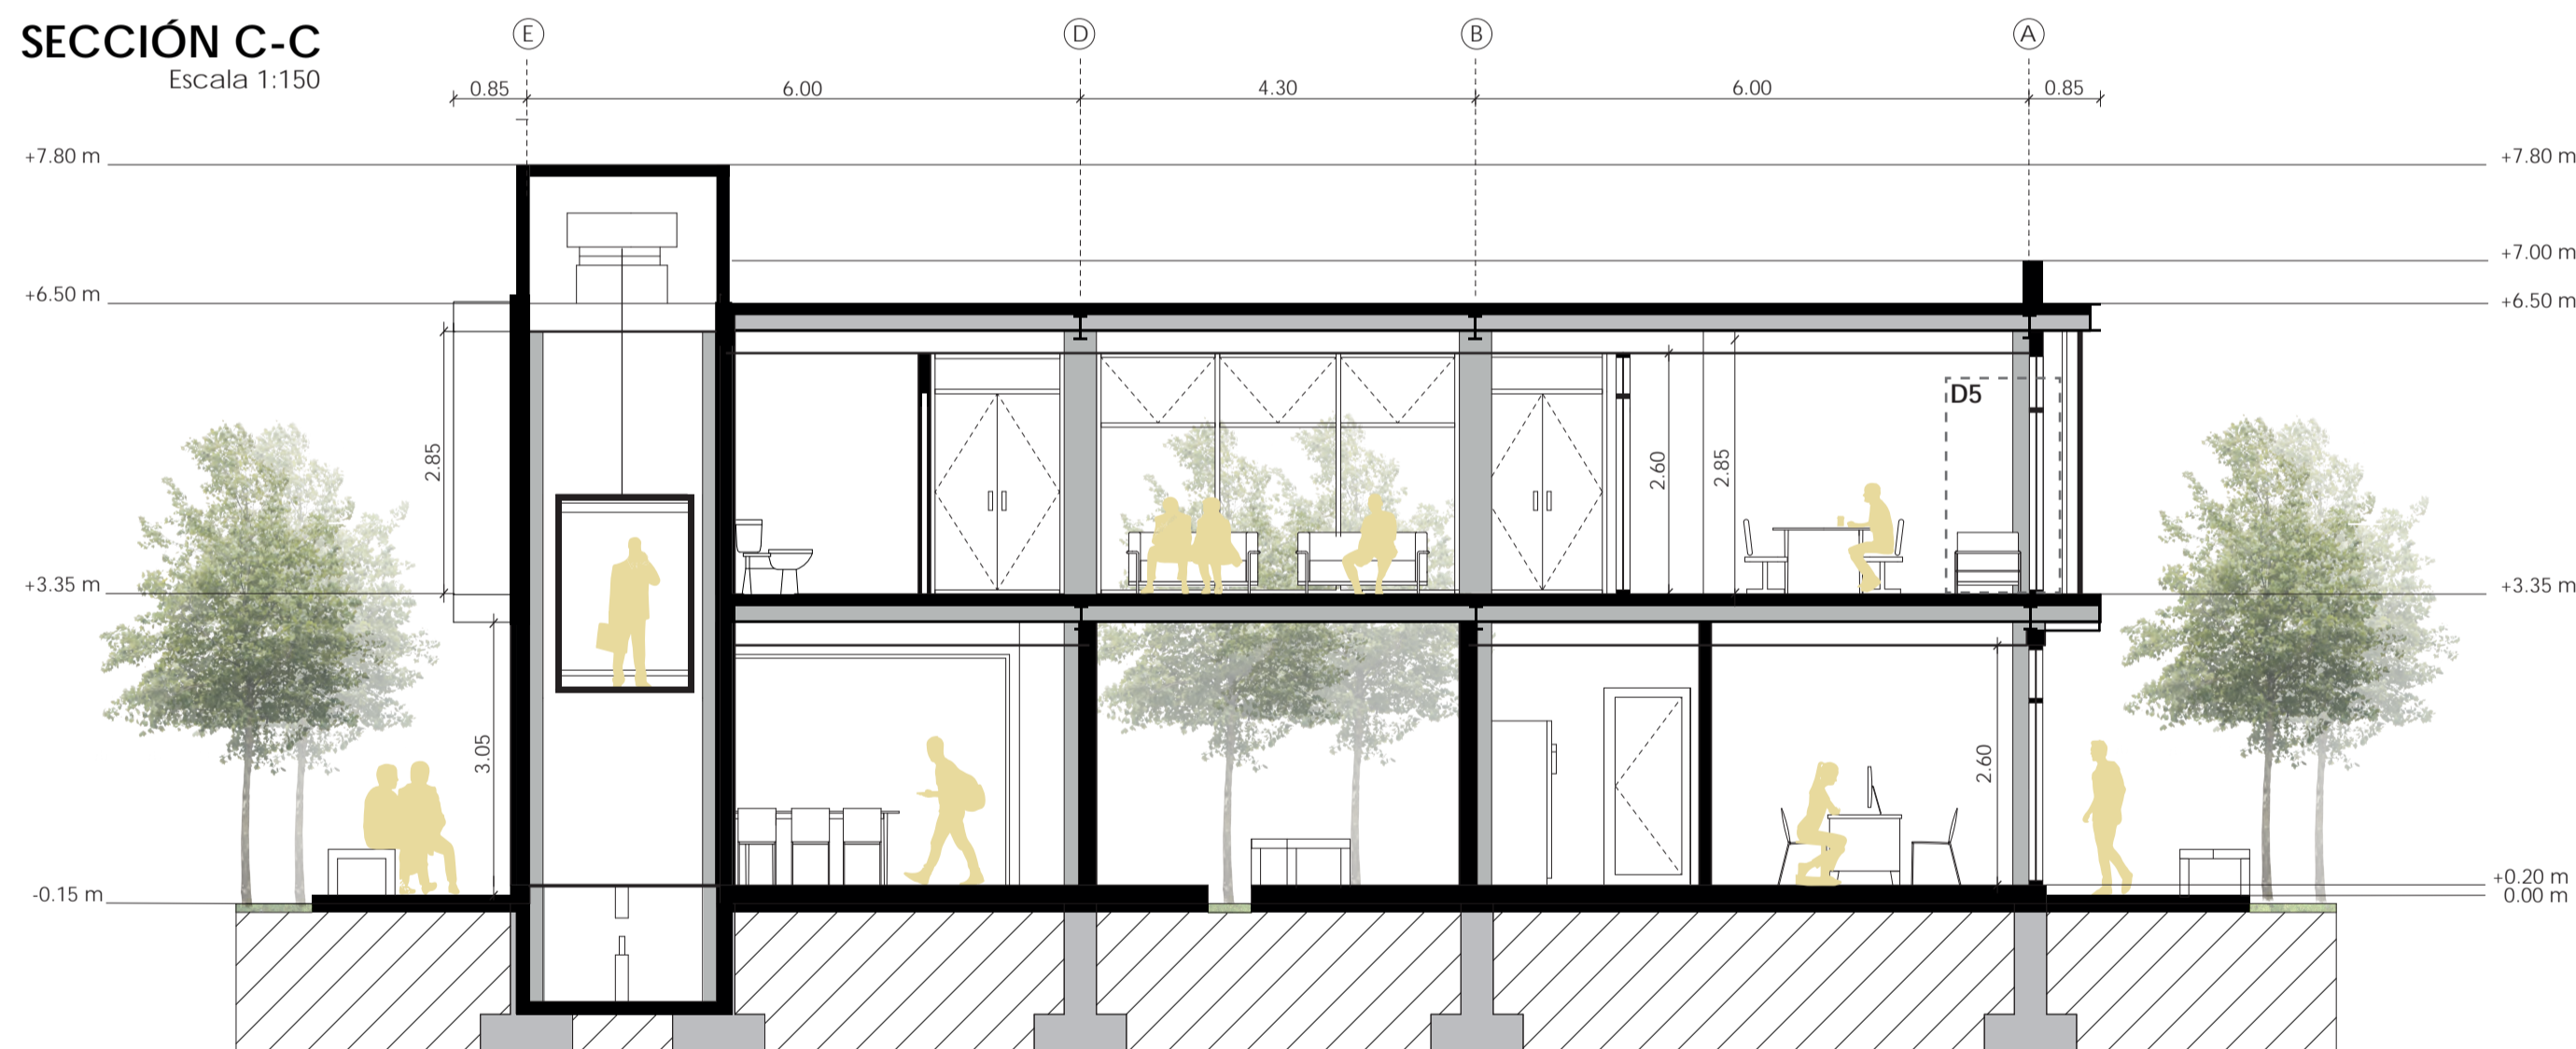 SECCIÓN C-C
Escala 1:150
E
D
B
A
0.85
6.00
4.30
6.00
0.85
+7.80 m
+7.80 m
+7.00 m
+6.50 m
+6.50 m
D5
2.85
2.60
2.85
+3.35 m
+3.35 m
3.05
2.60
-0.15 m
+0.20 m
0.00 m